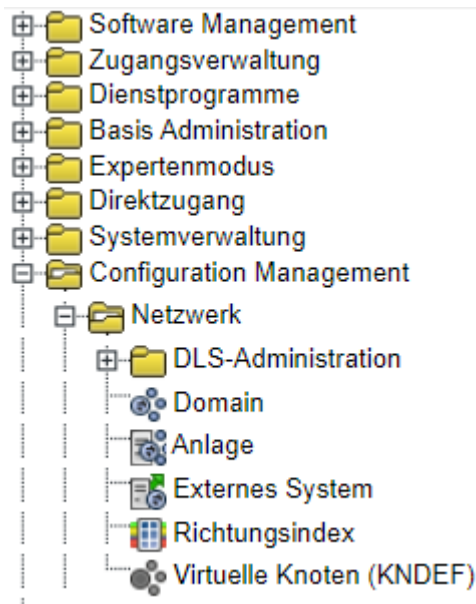 Software Management
Zugangsverwaltung
Dienstprogramme
Basis Administration
Expertenmodus
Direktzugang
Systemverwaltung
Configuration Management
Netzwerk
DLS-Administration
Domain
Anlage
Externes System
Richtungsindex
Virtuelle Knoten (KNDEF)